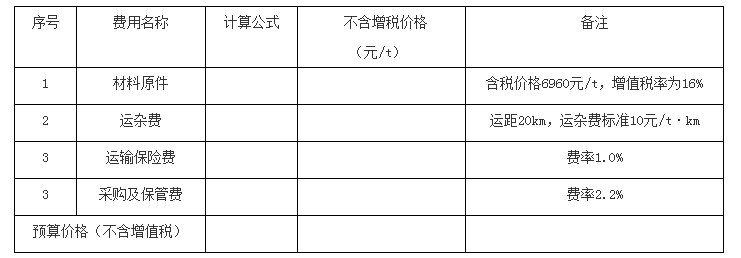 序号 费用名称 计算公式 不含增税价格
（元/t） 备注
1 材料原件 含税价格6960元/t，增值税率为16%
2 运杂费 运距20km，运杂费标准10元/t·km
3 运输保险费 费率1.0%
3 采购及保管费 费率2.2%
预算价格（不含增值税）